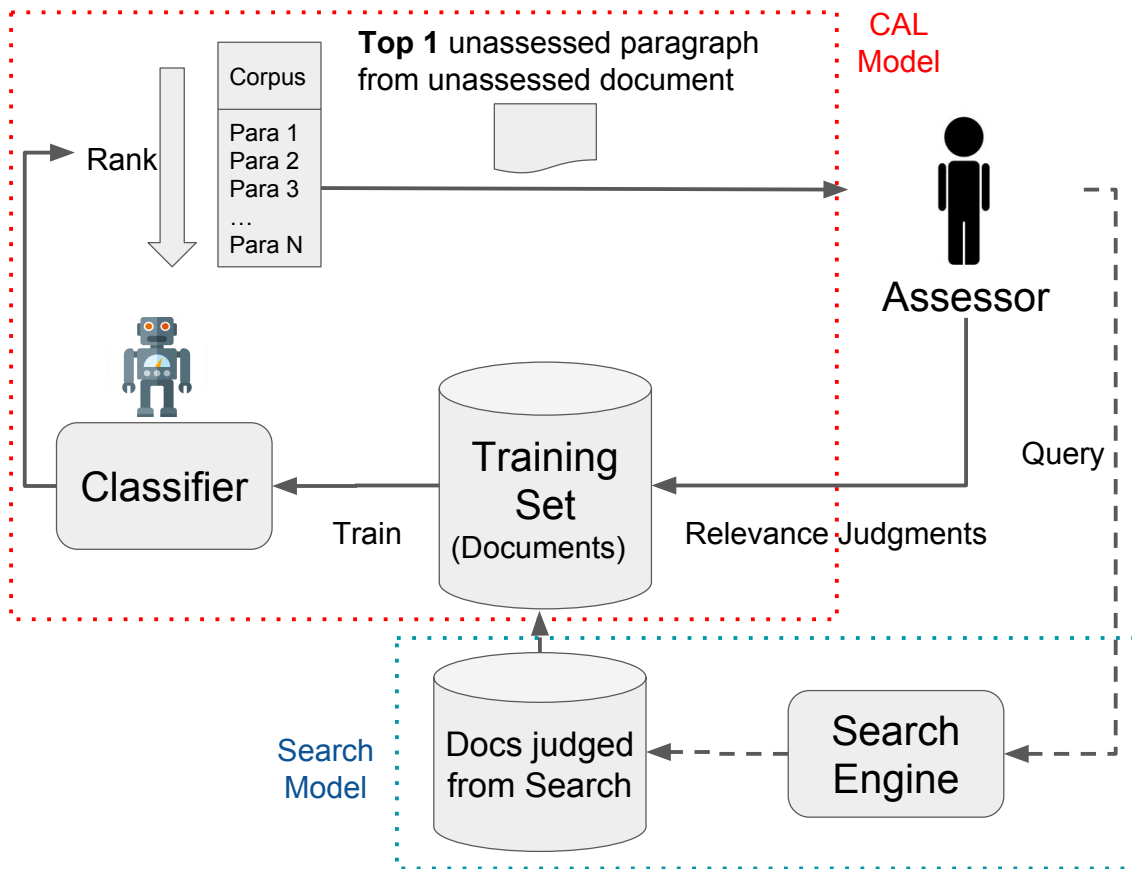 CAL
Model
Top 1 unassessed paragraph
from unassessed document
Corpus
Para 1
Para 2
Para 3
…
Para N
Rank
Assessor
Classifier
Train
Training
Set
(Documents)
Relevance Judgments
Query
Search
Model
Docs judged
from Search
Search
Engine